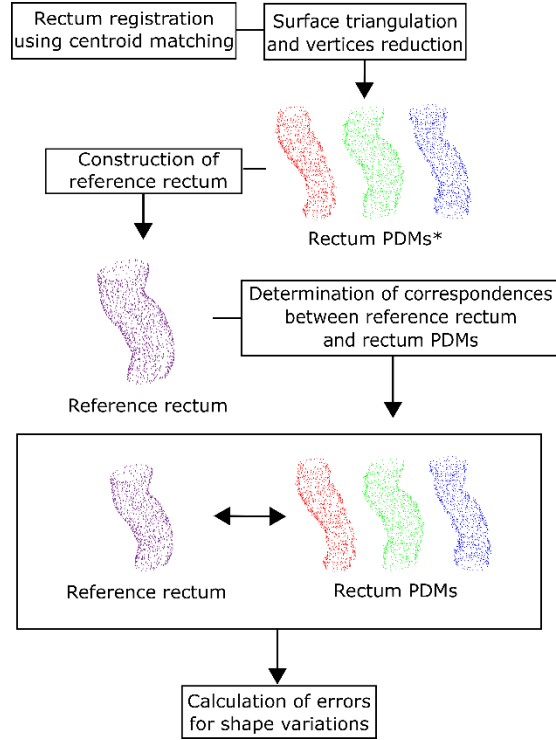 Rectum registration
using centroid matching
Surface triangulation
and vertices reduction
Construction of
reference rectum
Rectum PDMs*
Determination of correspondences
between reference rectum
and rectum PDMs
Reference rectum
Reference rectum
Rectum PDMs
Calculation of errors
for shape variations